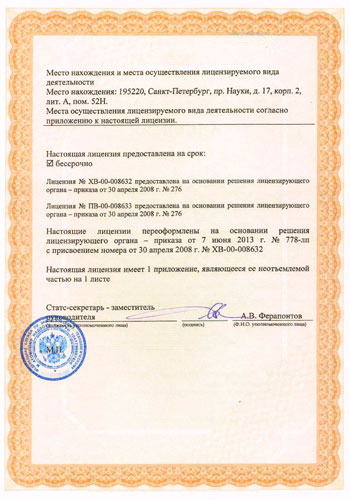 Место нахождения и места осуществления лицензируемого вида
деятельности
Место нахождения: 195220, Санкт-Петербург, пр. Науки, д. 17, корп. 2,
лит. А, пом. 52Н.
Места осуществления лицензируемого вида деятельности согласно
приложению к настоящей лицензии.
Настоящая лицензия предоставлена на срок:
☑ бессрочно
Лицензия № ХВ-00-008632 предоставлена на основании решения лицензирующего
органа – приказа от 30 апреля 2008 г. № 276
Лицензия № ПВ-00-008633 предоставлена на основании решения лицензирующего
органа – приказа от 30 апреля 2008 г. № 276
Настоящие лицензии переоформлены на основании решения
лицензирующего органа – приказа от 7 июня 2013 г. № 778-лп
с присвоением номера от 30 апреля 2008 г. № ХВ-00-008632
Настоящая лицензия имеет 1 приложение, являющееся ее неотъемлемой
частью на 1 листе
Статс-секретарь - заместитель
руководителя А.В. Ферапонтов
(должность уполномоченного лица) (подпись) (Ф.И.О. уполномоченного лица)
М.П.